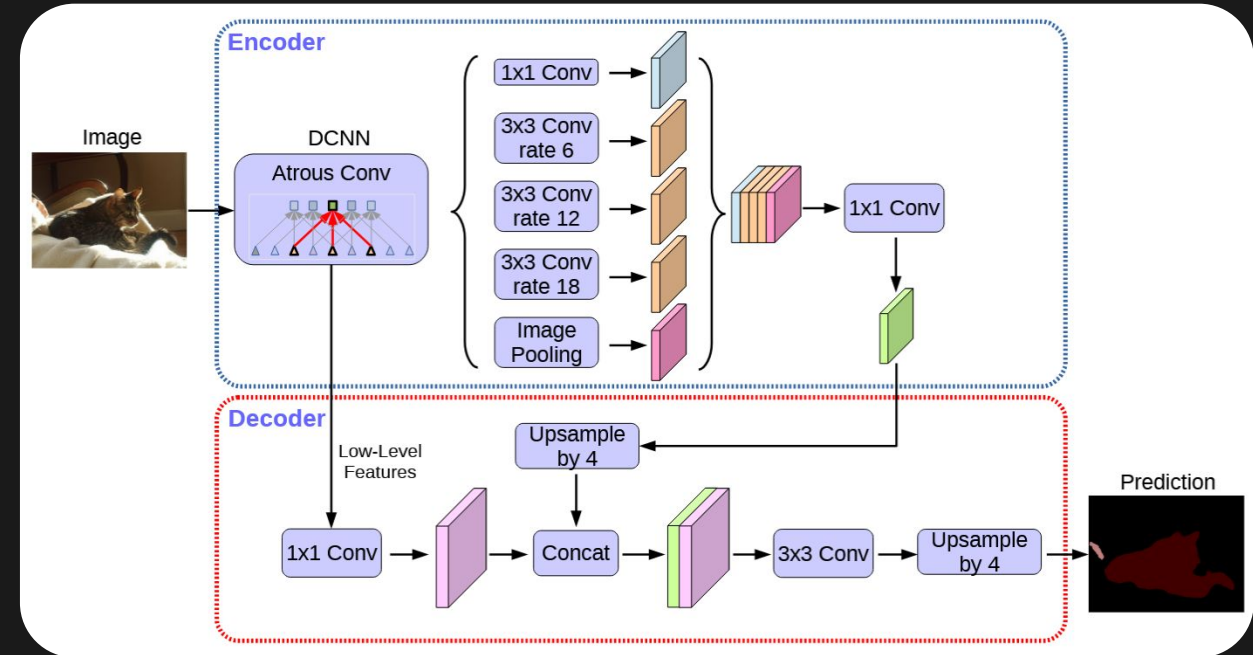 Encoder
Image
DCNN
Atrous Conv
1x1 Conv
3x3 Conv
rate 6
3x3 Conv
rate 12
3x3 Conv
rate 18
Image
Pooling
1x1 Conv
Decoder
Low-Level
Features
Upsample
by 4
1x1 Conv
Concat
3x3 Conv
Upsample
by 4
Prediction